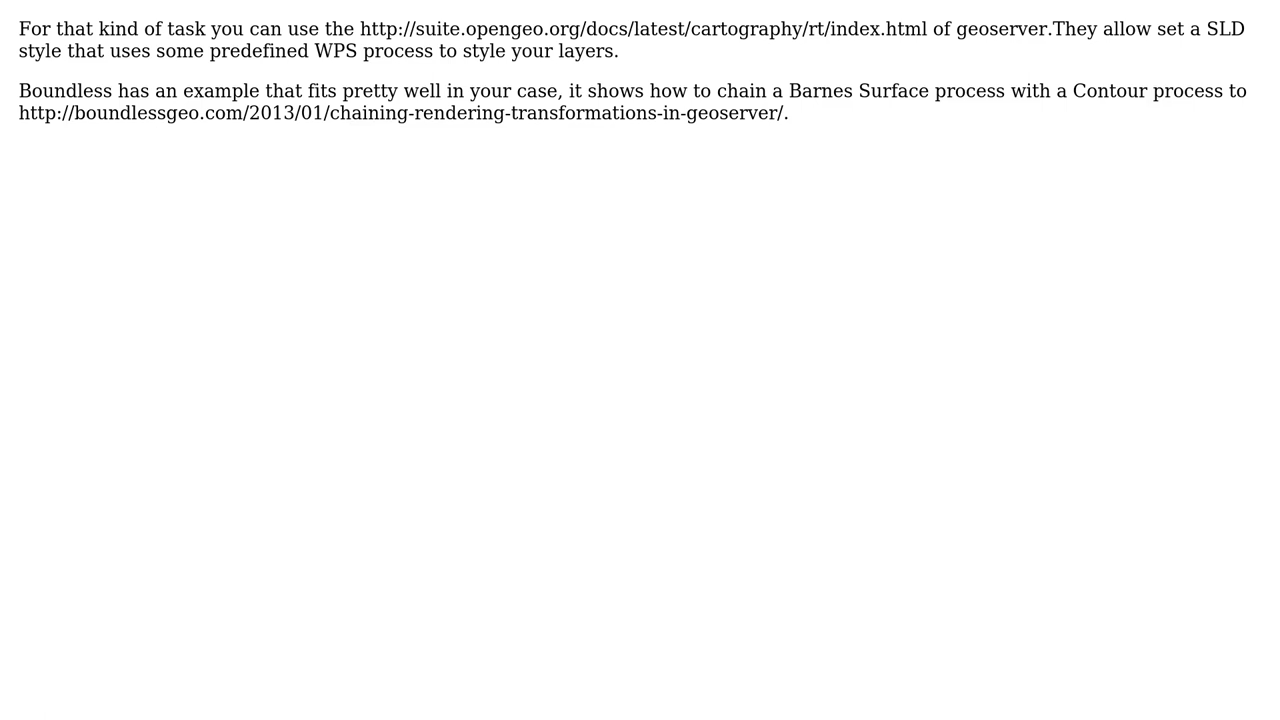 For that kind of task you can use the http://suite.opengeo.org/docs/latest/cartography/rt/index.html of geoserver.They allow set a SLD
style that uses some predefined WPS process to style your layers.
Boundless has an example that fits pretty well in your case, it shows how to chain a Barnes Surface process with a Contour process to
http://boundlessgeo.com/2013/01/chaining-rendering-transformations-in-geoserver/.